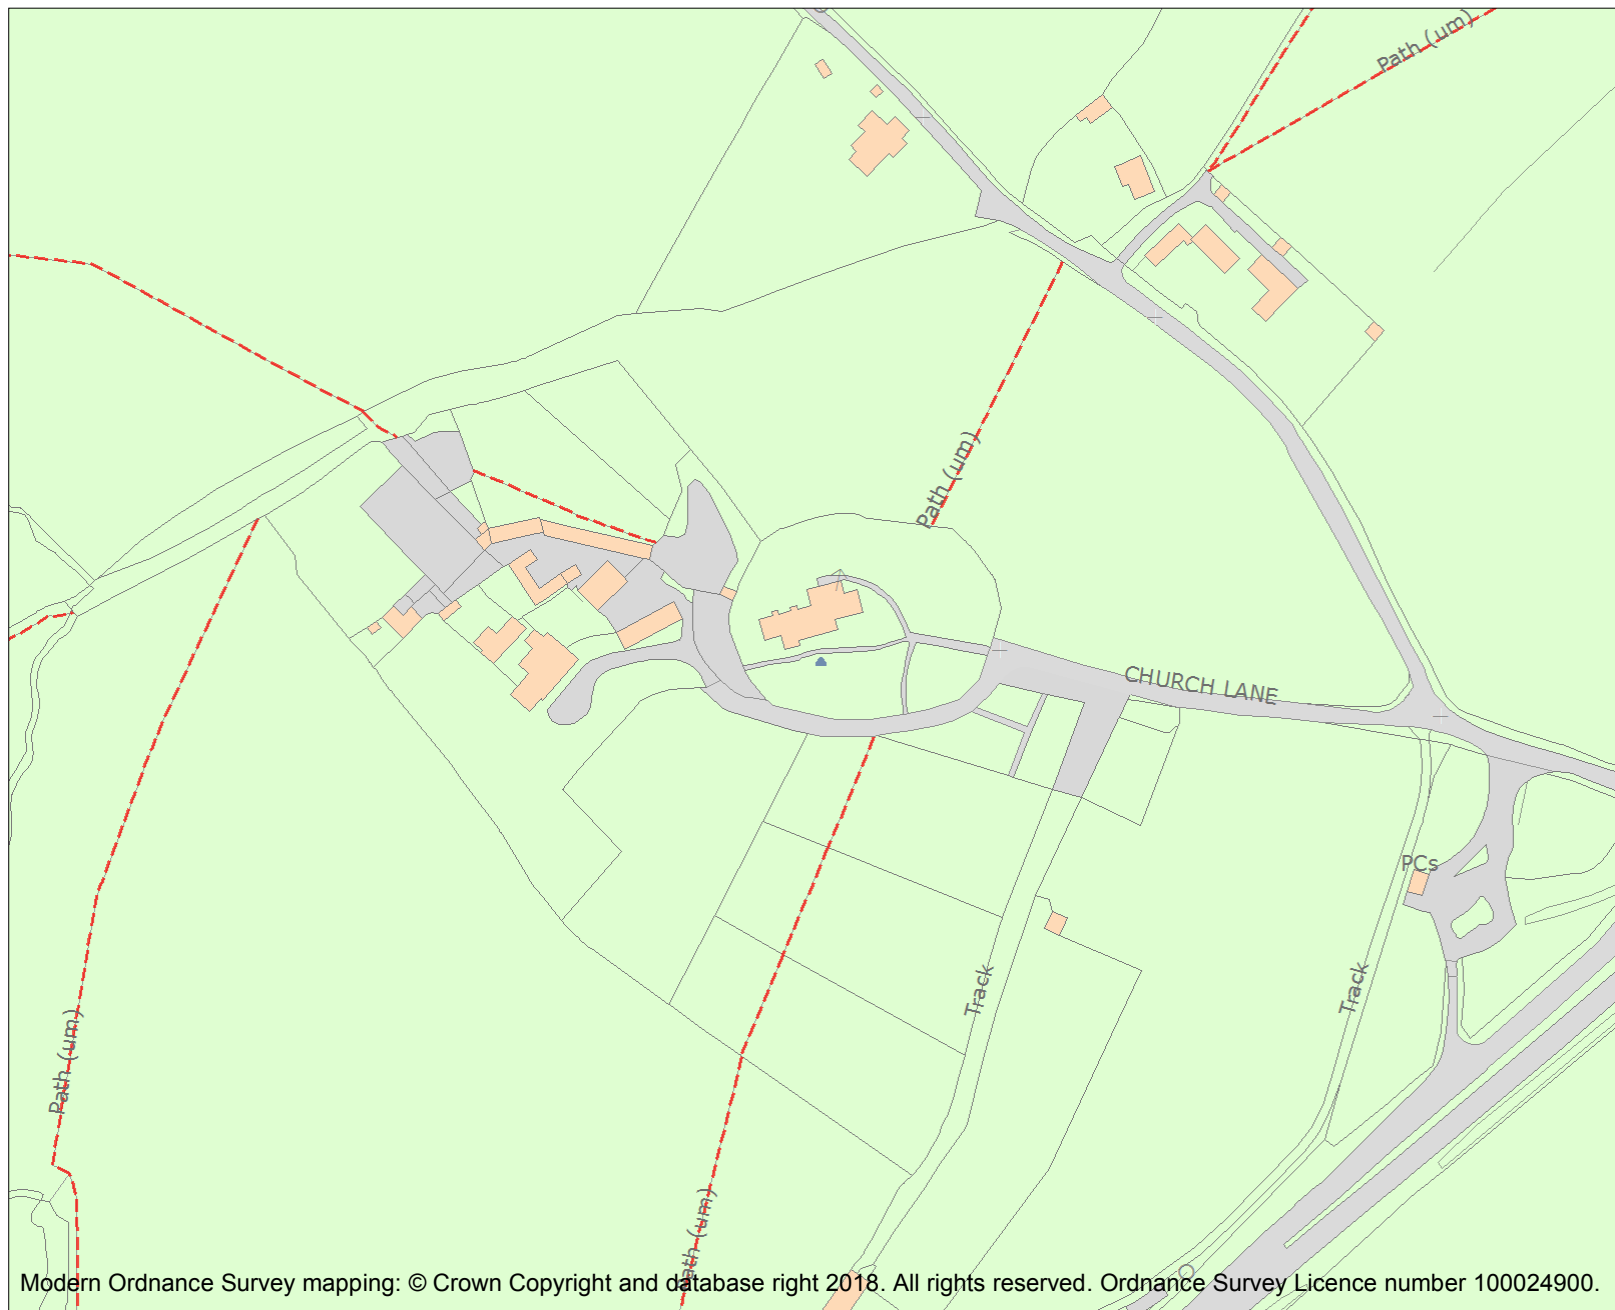 Path (um)
Path (um)
CHURCH LANE
PCs
Track
Track
Path (um)
Path (um)
Modern Ordnance Survey mapping: © Crown Copyright and database right 2018. All rights reserved. Ordnance Survey Licence number 100024900.